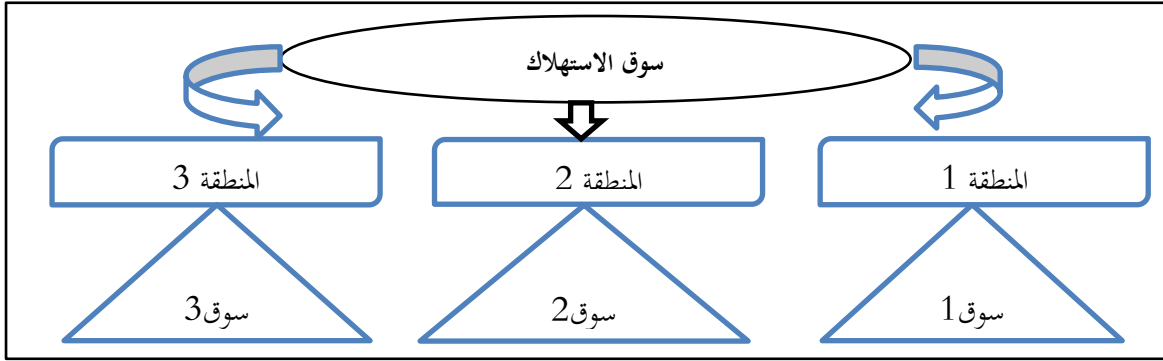 سوق الاستهلاك
المنطقة 1
المنطقة 2
المنطقة 3
سوق1
سوق2
سوق3